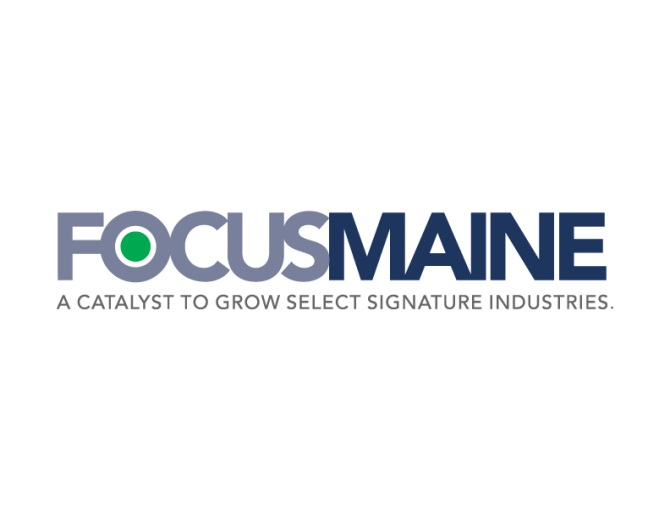 FOCUSMAINE
A CATALYST TO GROW SELECT SIGNATURE INDUSTRIES.